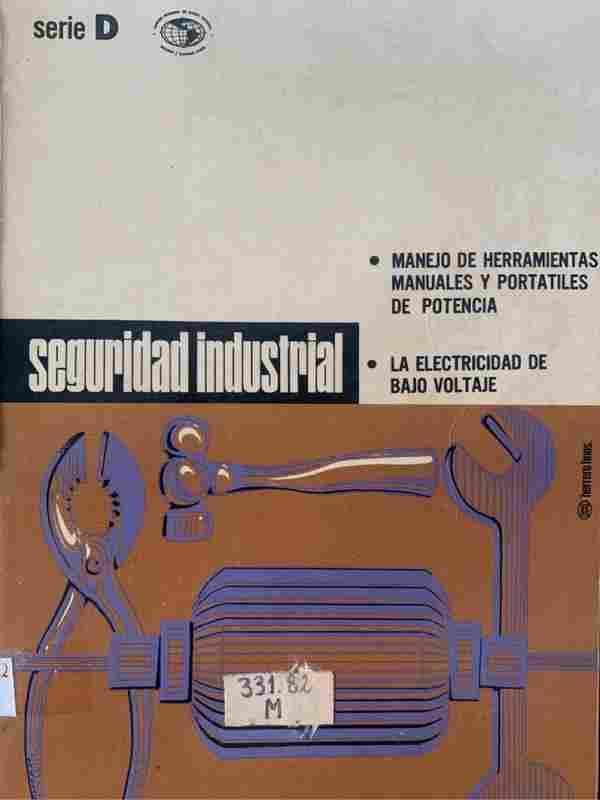 serie D
• MANEJO DE HERRAMIENTAS
MANUALES Y PORTATILES
DE POTENCIA
seguridad industrial
• LA ELECTRICIDAD DE
BAJO VOLTAJE
herrero hnos.
2
331.82
M